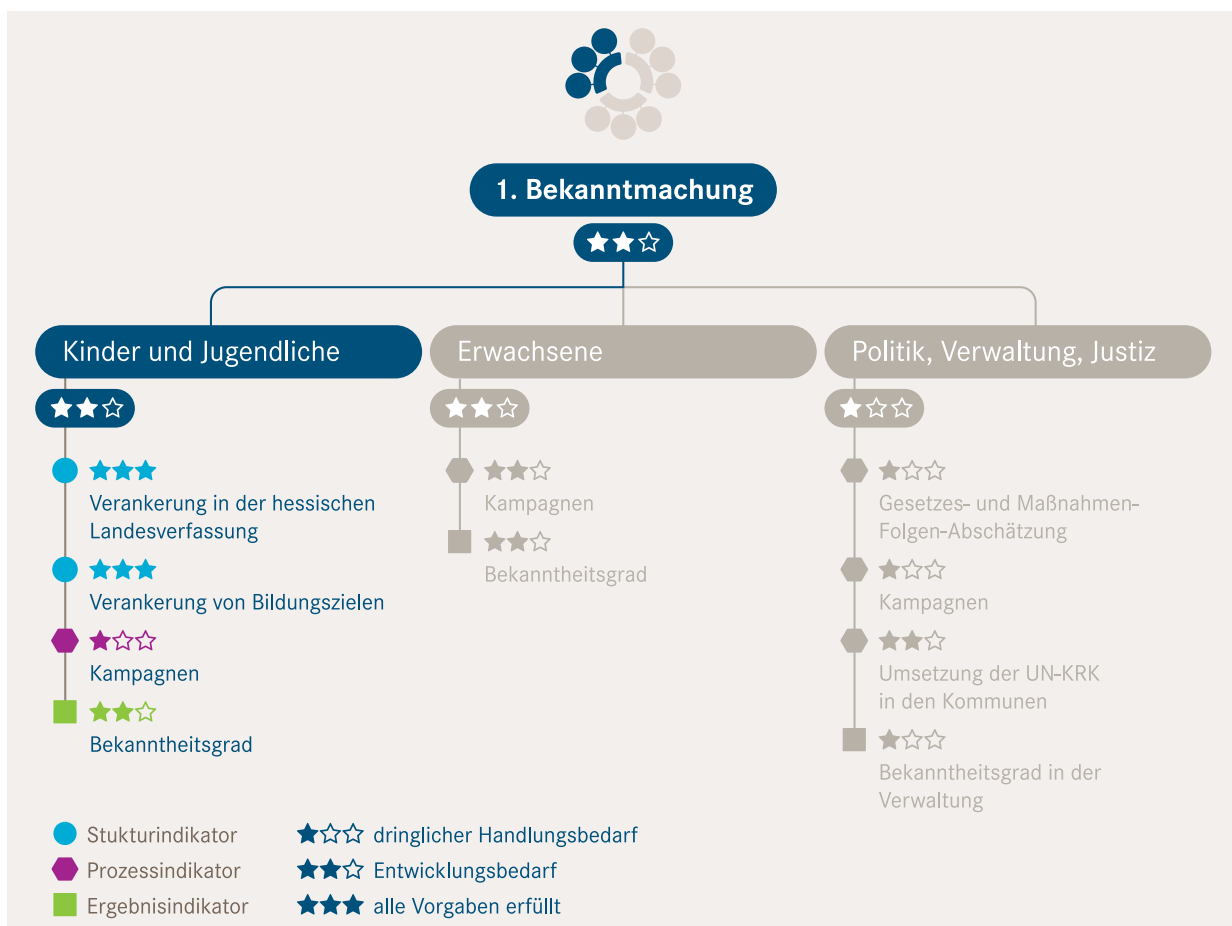 1. Bekanntmachung
Kinder und Jugendliche
Verankerung in der hessischen
Landesverfassung
Verankerung von Bildungszielen
Kampagnen
Bekanntheitsgrad
Erwachsene
Kampagnen
Bekanntheitsgrad
Politik, Verwaltung, Justiz
Gesetzes- und Maßnahmen-
Folgen-Abschätzung
Kampagnen
Umsetzung der UN-KRK
in den Kommunen
Bekanntheitsgrad in der
Verwaltung
Stukturindikator
Prozessindikator
Ergebnisindikator
dringlicher Handlungsbedarf
Entwicklungsbedarf
alle Vorgaben erfüllt